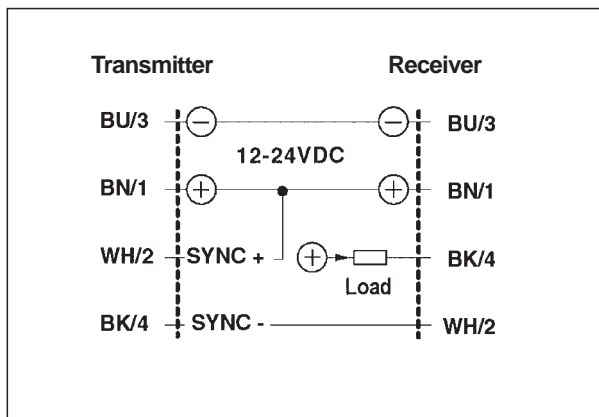 Transmitter Receiver
BU/3 − − BU/3
12-24VDC
BN/1 + + BN/1
WH/2 SYNC + + BK/4
Load
BK/4 SYNC - WH/2